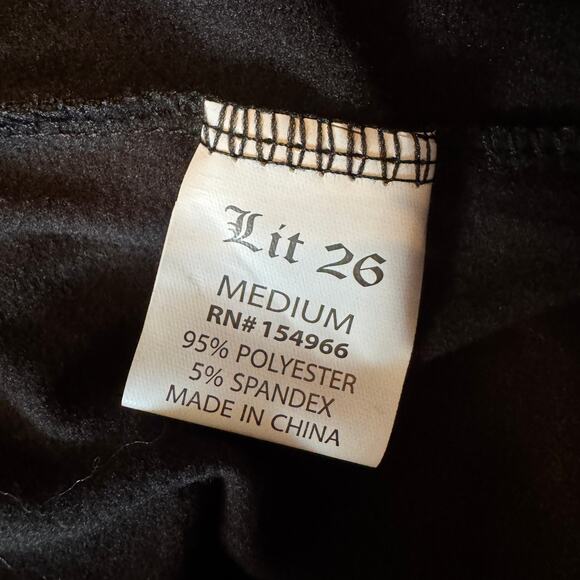 Lit 26
MEDIUM
RN# 154966
95% POLYESTER
5% SPANDEX
MADE IN CHINA